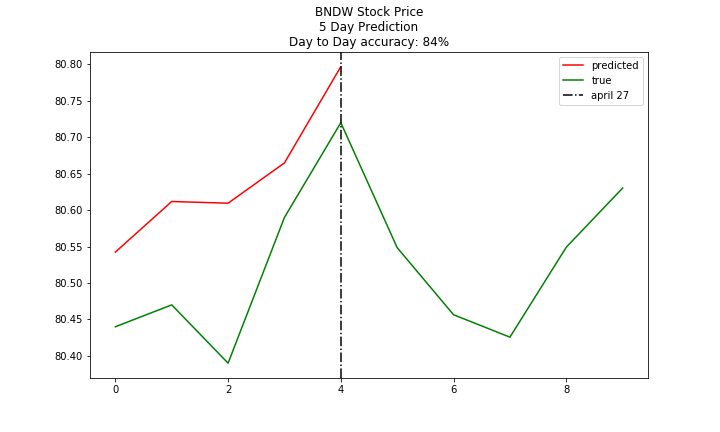 BNDW Stock Price
5 Day Prediction
Day to Day accuracy: 84%
predicted
true
april 27
80.80
80.75
80.70
80.65
80.60
80.55
80.50
80.45
80.40
0 2 4 6 8